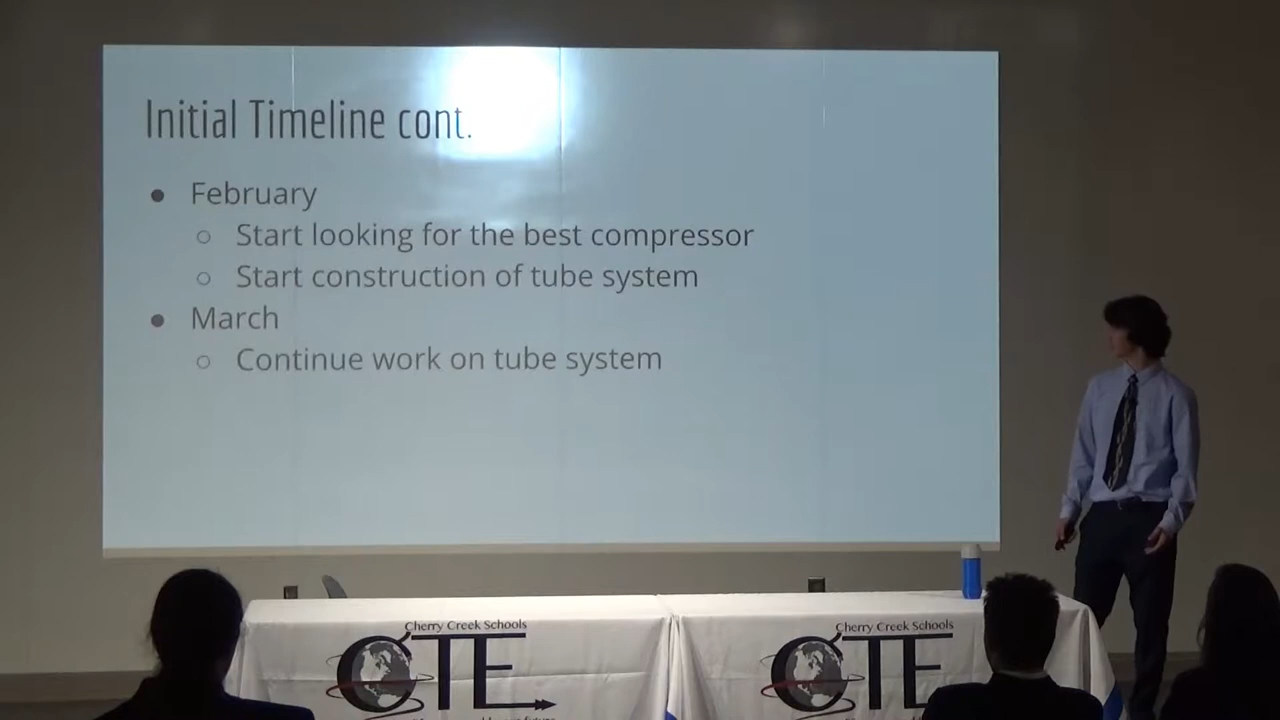 Initial Timeline cont.
● February
○ Start looking for the best compressor
○ Start construction of tube system
● March
○ Continue work on tube system
Cherry Creek Schools
CTE
Cherry Creek Schools
CTE